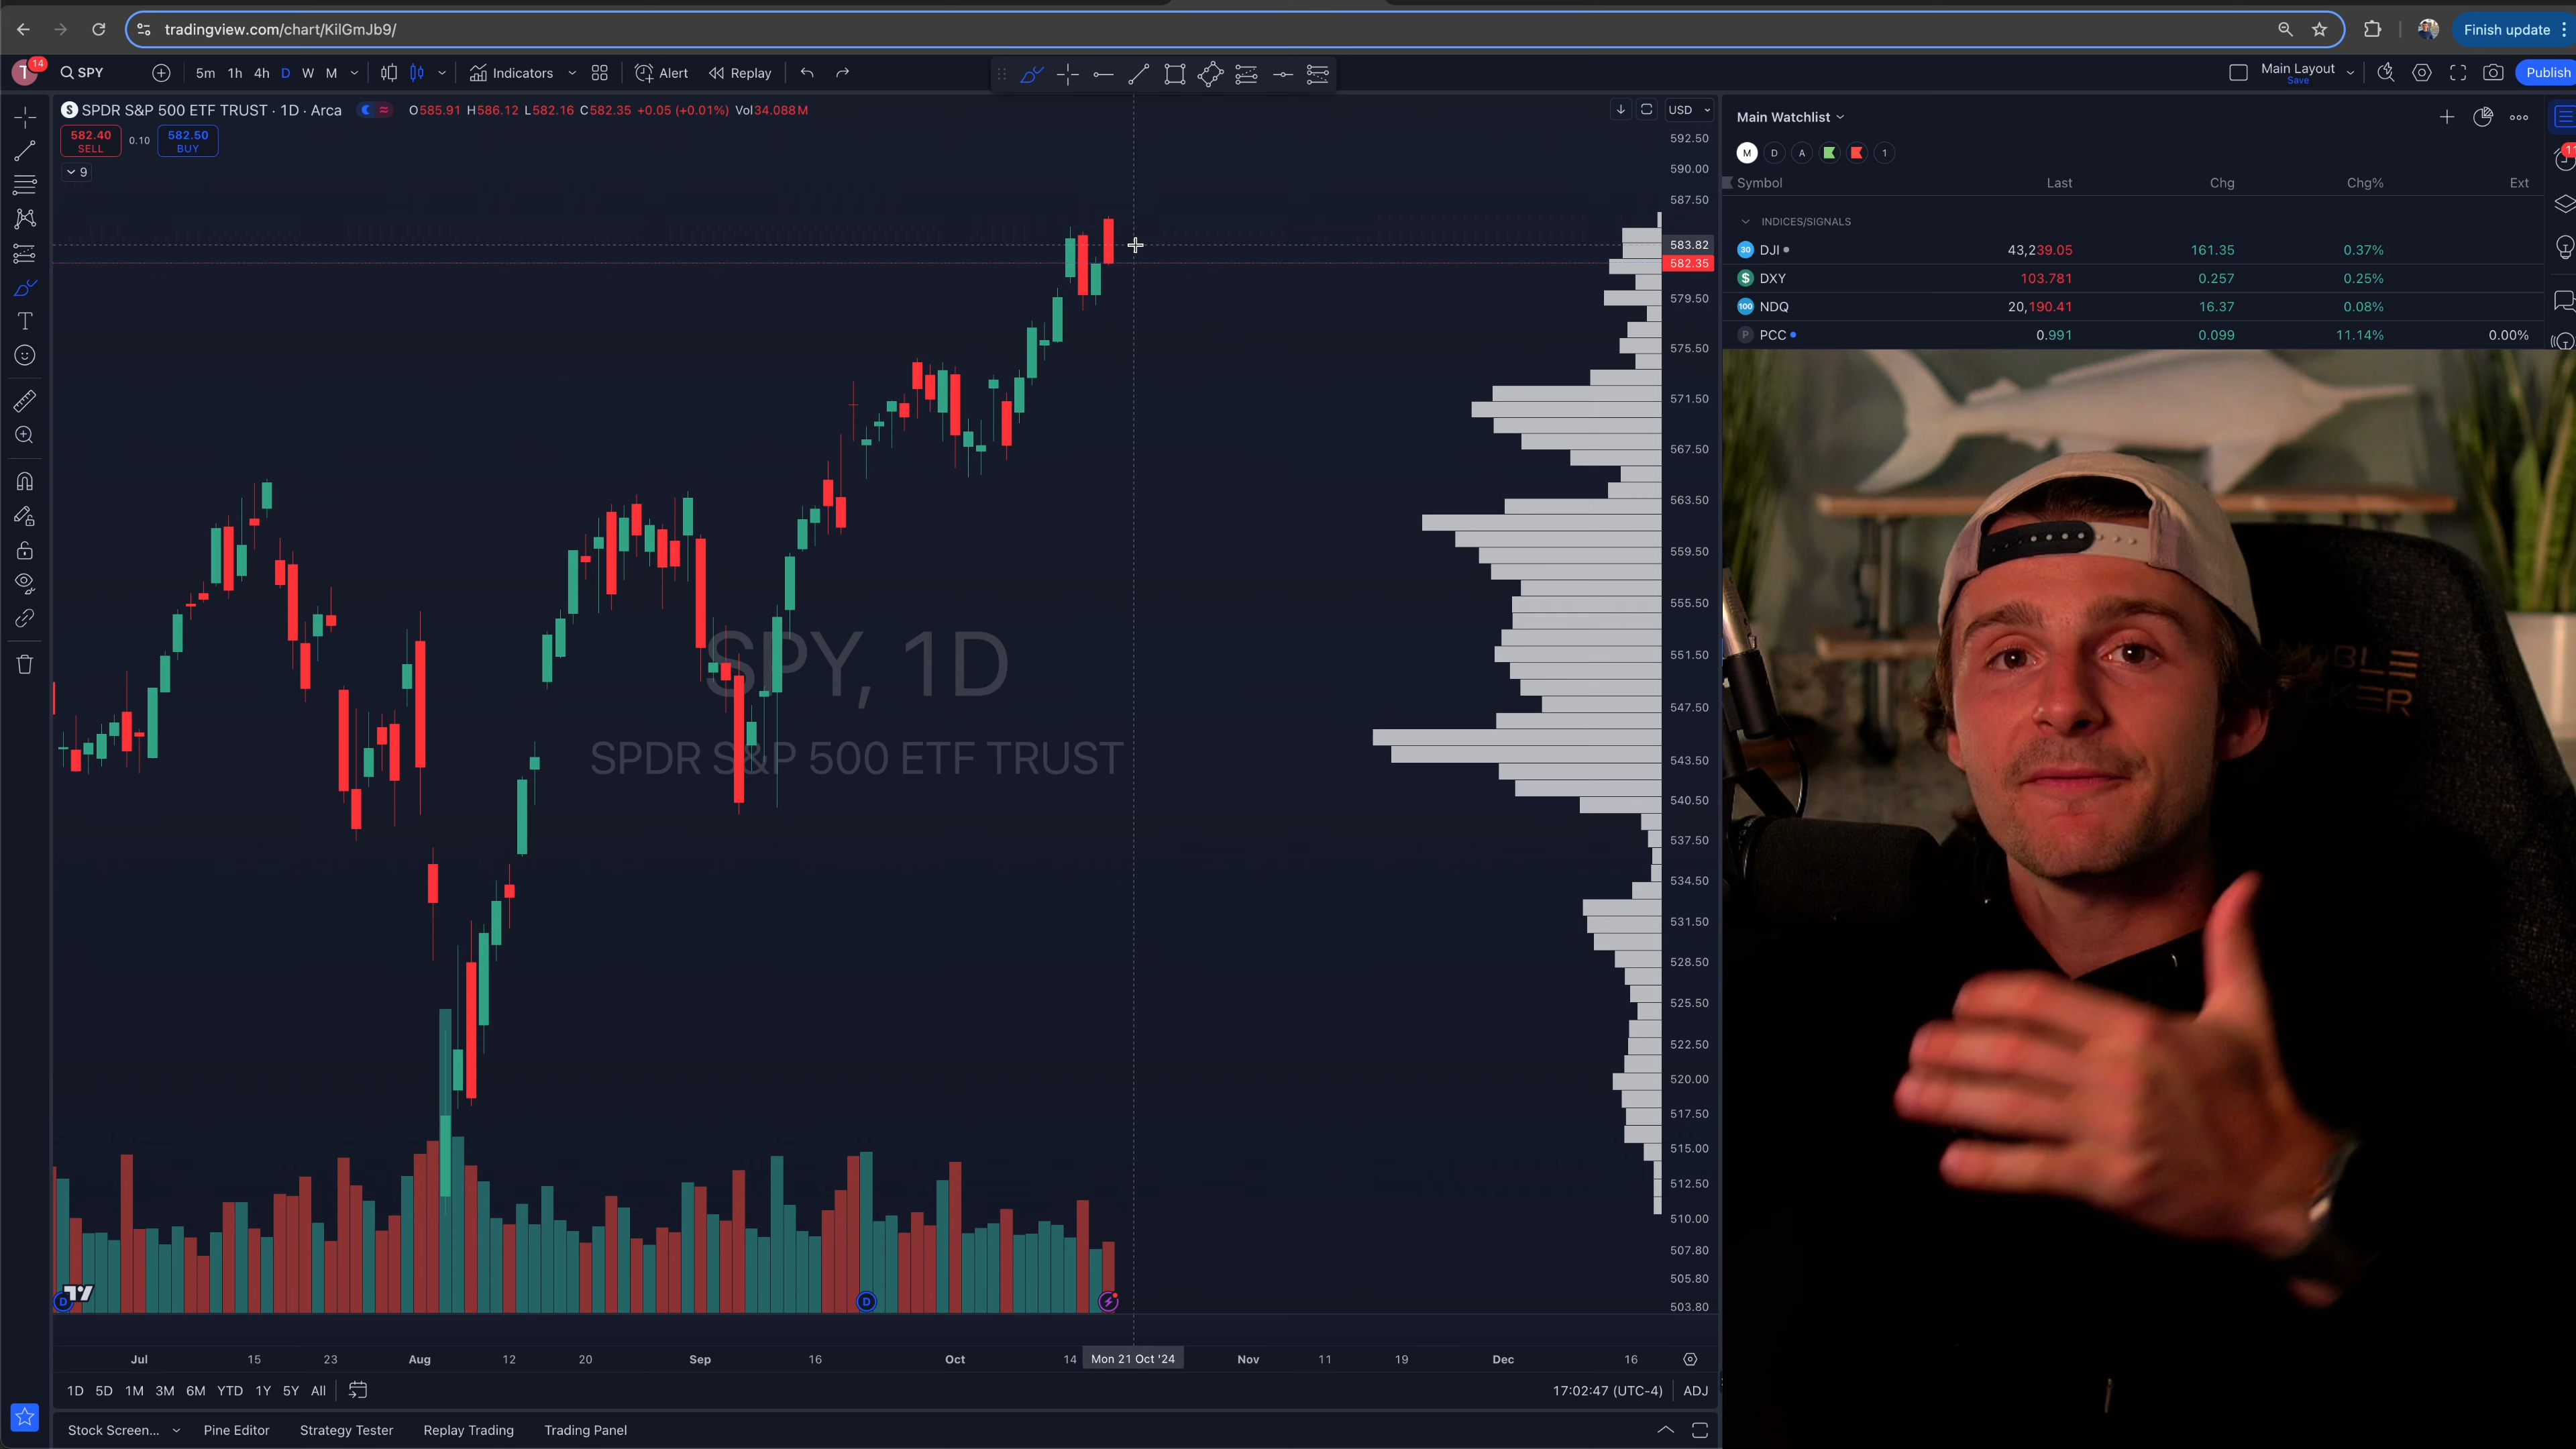 tradingview.com/chart/KilGmJb9/
Finish update
T 14 SPY 5m 1h 4h D W M Indicators Alert Replay Main Layout Save Publish
S SPDR S&P 500 ETF TRUST · 1D · Arca O585.91 H586.12 L582.16 C582.35 +0.05 (+0.01%) Vol34.088M USD
582.40 SELL 0.10 582.50 BUY
9
592.50
590.00
587.50
583.82
582.35
579.50
575.50
571.50
567.50
563.50
559.50
555.50
551.50
547.50
543.50
540.50
537.50
534.50
531.50
528.50
525.50
522.50
520.00
517.50
515.00
512.50
510.00
507.80
505.80
503.80
SPY, 1D
SPDR S&P 500 ETF TRUST
D D
Jul 15 23 Aug 12 20 Sep 16 Oct 14 Mon 21 Oct '24 Nov 11 19 Dec 16
1D 5D 1M 3M 6M YTD 1Y 5Y All 17:02:47 (UTC-4) ADJ
Stock Screen... Pine Editor Strategy Tester Replay Trading Trading Panel
Main Watchlist
M D A 1
Symbol Last Chg Chg% Ext
INDICES/SIGNALS
30 DJI 43,239.05 161.35 0.37%
$ DXY 103.781 0.257 0.25%
100 NDQ 20,190.41 16.37 0.08%
P PCC 0.991 0.099 11.14% 0.00%